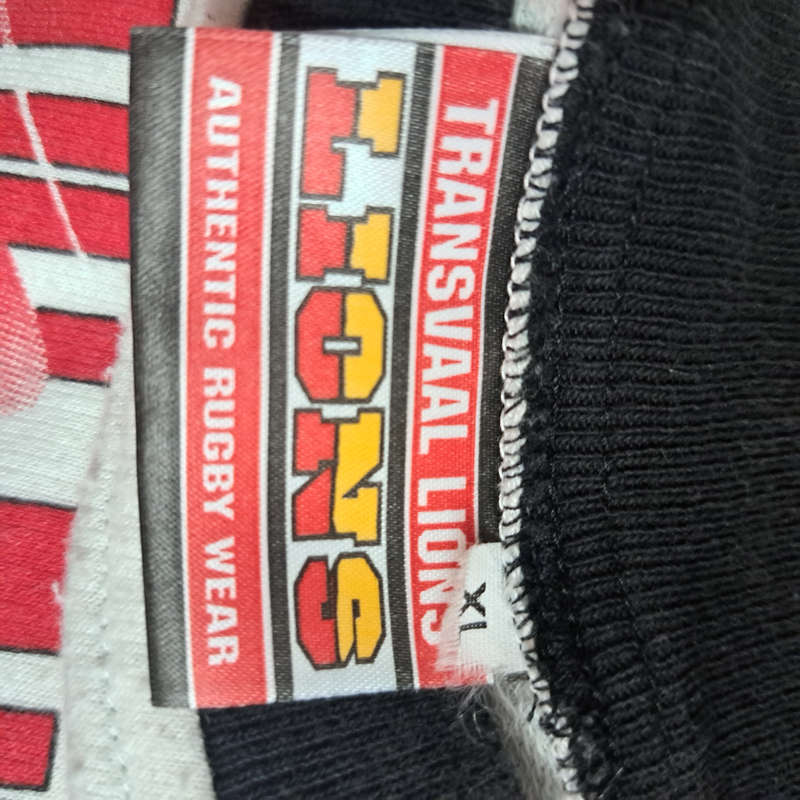 TRANSVAAL LIONS
LIONS
AUTHENTIC RUGBY WEAR
XL